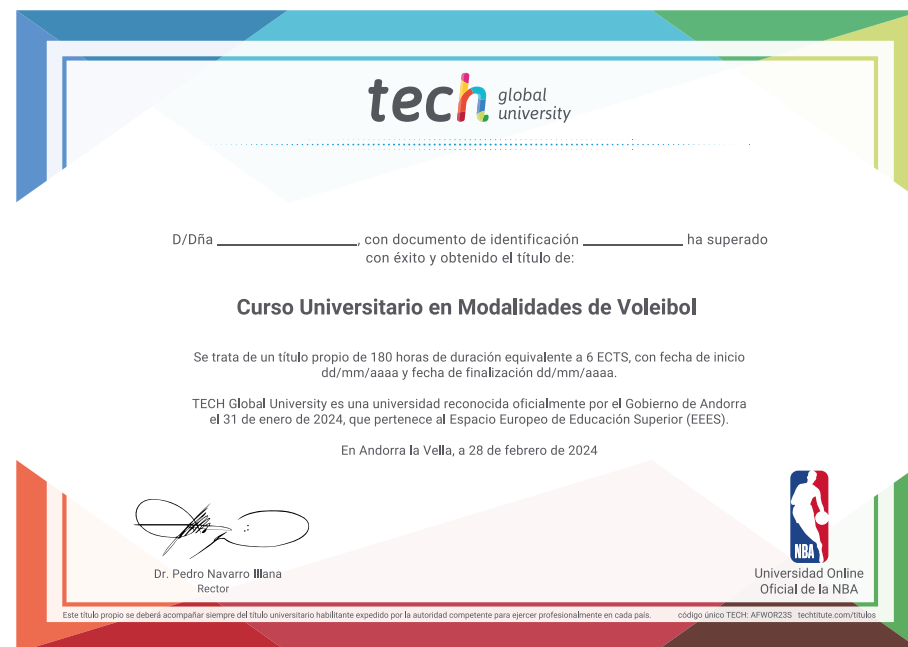 tech global university
D/Dña ____________, con documento de identificación ____________ ha superado
con éxito y obtenido el título de:
Curso Universitario en Modalidades de Voleibol
Se trata de un título propio de 180 horas de duración equivalente a 6 ECTS, con fecha de inicio
dd/mm/aaaa y fecha de finalización dd/mm/aaaa.
TECH Global University es una universidad reconocida oficialmente por el Gobierno de Andorra
el 31 de enero de 2024, que pertenece al Espacio Europeo de Educación Superior (EEES).
En Andorra la Vella, a 28 de febrero de 2024
Dr. Pedro Navarro Illana
Rector
NBA
Universidad Online
Oficial de la NBA
Este título propio se deberá acompañar siempre del título universitario habilitante expedido por la autoridad competente para ejercer profesionalmente en cada país.
código único TECH: AFWOR23S techtitute.com/titulos